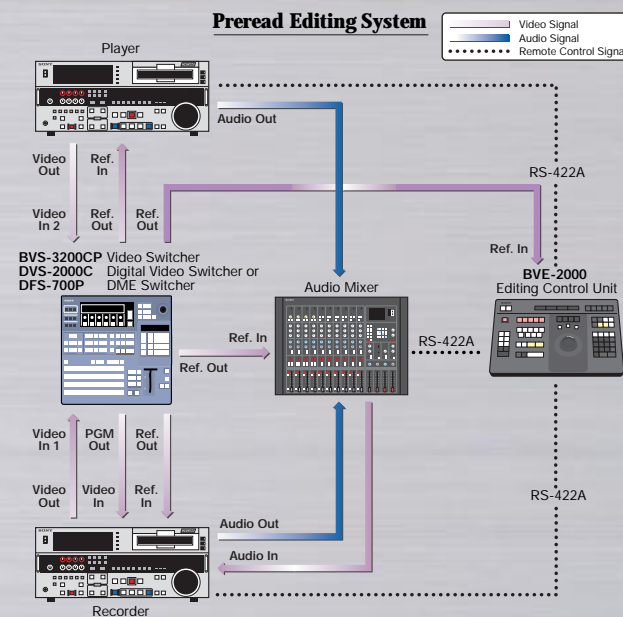 Preread Editing System
Video Signal
Audio Signal
Remote Control Signa
Player
SONY
Audio Out
RS-422A
Video Out
Ref. In
Video In 2
Ref. Out
Ref. Out
Ref. In
BVS-3200CP Video Switcher
DVS-2000C Digital Video Switcher or
DFS-700P DME Switcher
BVE-2000
Editing Control Unit
Audio Mixer
Ref. In
Ref. Out
RS-422A
Video In 1
PGM Out
Ref. Out
Video Out
Video In
Ref. In
RS-422A
Audio Out
Audio In
SONY
Recorder